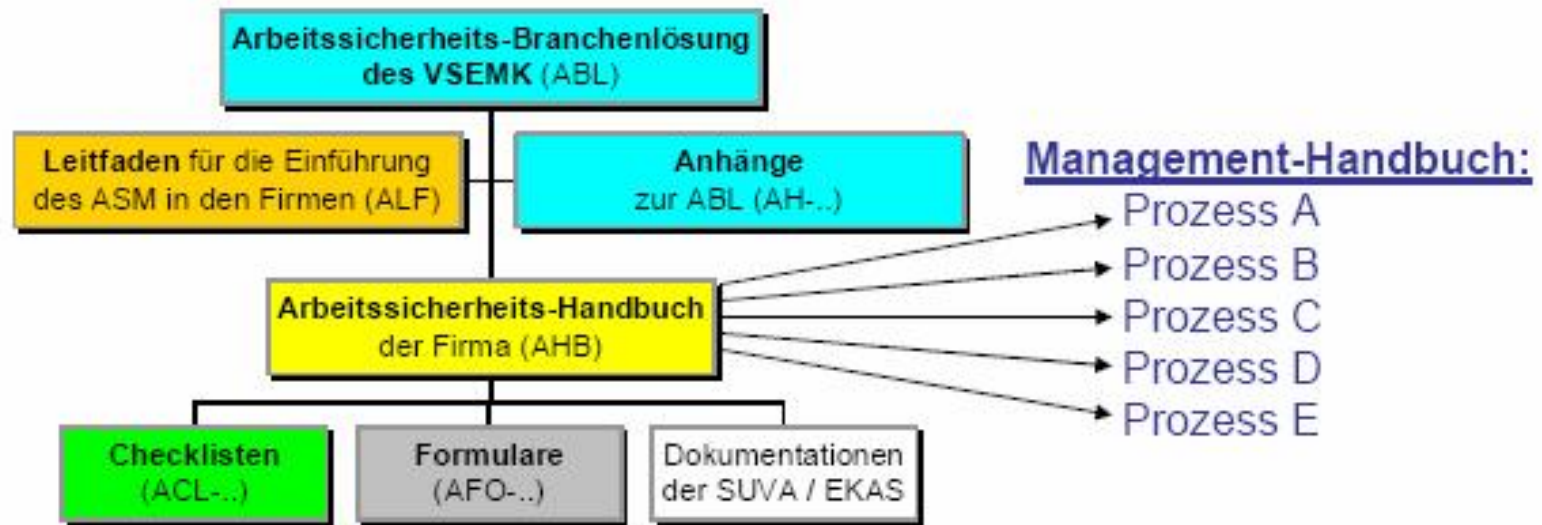 Arbeitssicherheits-Branchenlösung
des VSEMK (ABL)
Leitfaden für die Einführung
des ASM in den Firmen (ALF)
Anhänge
zur ABL (AH-..)
Arbeitssicherheits-Handbuch
der Firma (AHB)
Checklisten
(ACL-..)
Formulare
(AFO-..)
Dokumentationen
der SUVA / EKAS
Management-Handbuch:
Prozess A
Prozess B
Prozess C
Prozess D
Prozess E